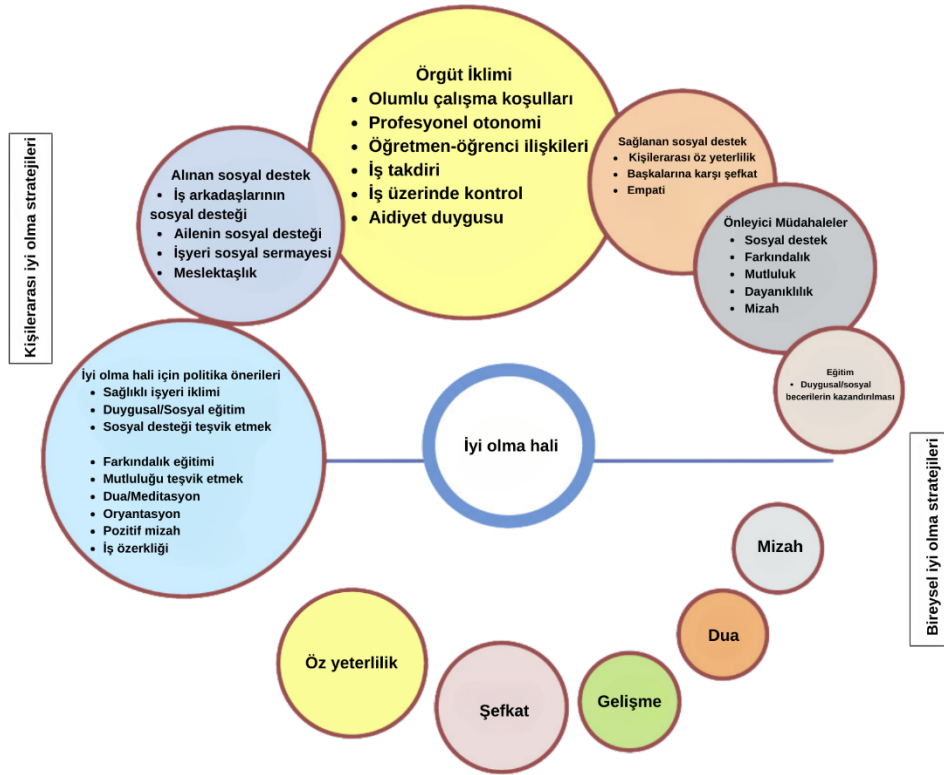 Kişilerarası iyi olma stratejileri
Örgüt İklimi
• Olumlu çalışma koşulları
• Profesyonel otonomi
• Öğretmen-öğrenci ilişkileri
• İş takdiri
• İş üzerinde kontrol
• Aidiyet duygusu
Alınan sosyal destek
• İş arkadaşlarının
sosyal desteği
• Ailenin sosyal desteği
• İşyeri sosyal sermayesi
• Meslektaşlık
Sağlanan sosyal destek
• Kişilerarası öz yeterlilik
• Başkalarına karşı şefkat
• Empati
Önleyici Müdahaleler
• Sosyal destek
• Farkındalık
• Mutluluk
• Dayanıklılık
• Mizah
Eğitim
• Duygusal/sosyal
becerilerin kazandırılması
İyi olma hali için politika önerileri
• Sağlıklı işyeri iklimi
• Duygusal/Sosyal eğitim
• Sosyal desteği teşvik etmek
• Farkındalık eğitimi
• Mutluluğu teşvik etmek
• Dua/Meditasyon
• Oryantasyon
• Pozitif mizah
• İş özerkliği
İyi olma hali
Bireysel iyi olma stratejileri
Mizah
Dua
Gelişme
Şefkat
Öz yeterlilik